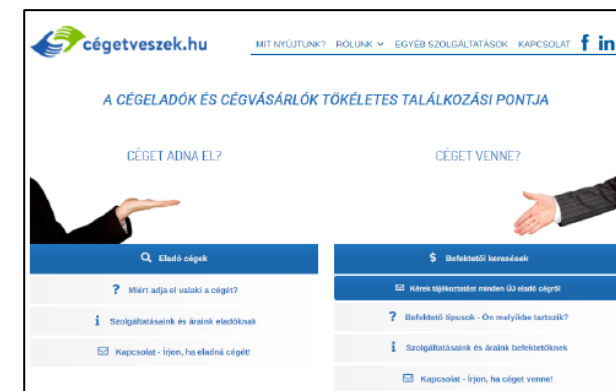 cégetveszek.hu
MIT NYÚJTUNK? RÓLUNK EGYÉB SZOLGÁLTATÁSOK KAPCSOLAT f in
A CÉGELADÓK ÉS CÉGVÁSÁRLÓK TÖKÉLETES TALÁLKOZÁSI PONTJA
CÉGET ADNA EL?
Eladó cégek
? Miért adja el valaki a cégét?
i Szolgáltatásaink és áraink eladóknak
Kapcsolat - Írjon, ha eladná cégét!
CÉGET VENNE?
$ Befektetői keresések
Kérek tájékoztatást minden ÚJ eladó cégről
? Befektető típusok - Ön melyikbe tartozik?
i Szolgáltatásaink és áraink befektetőknek
Kapcsolat - Írjon, ha céget venne!